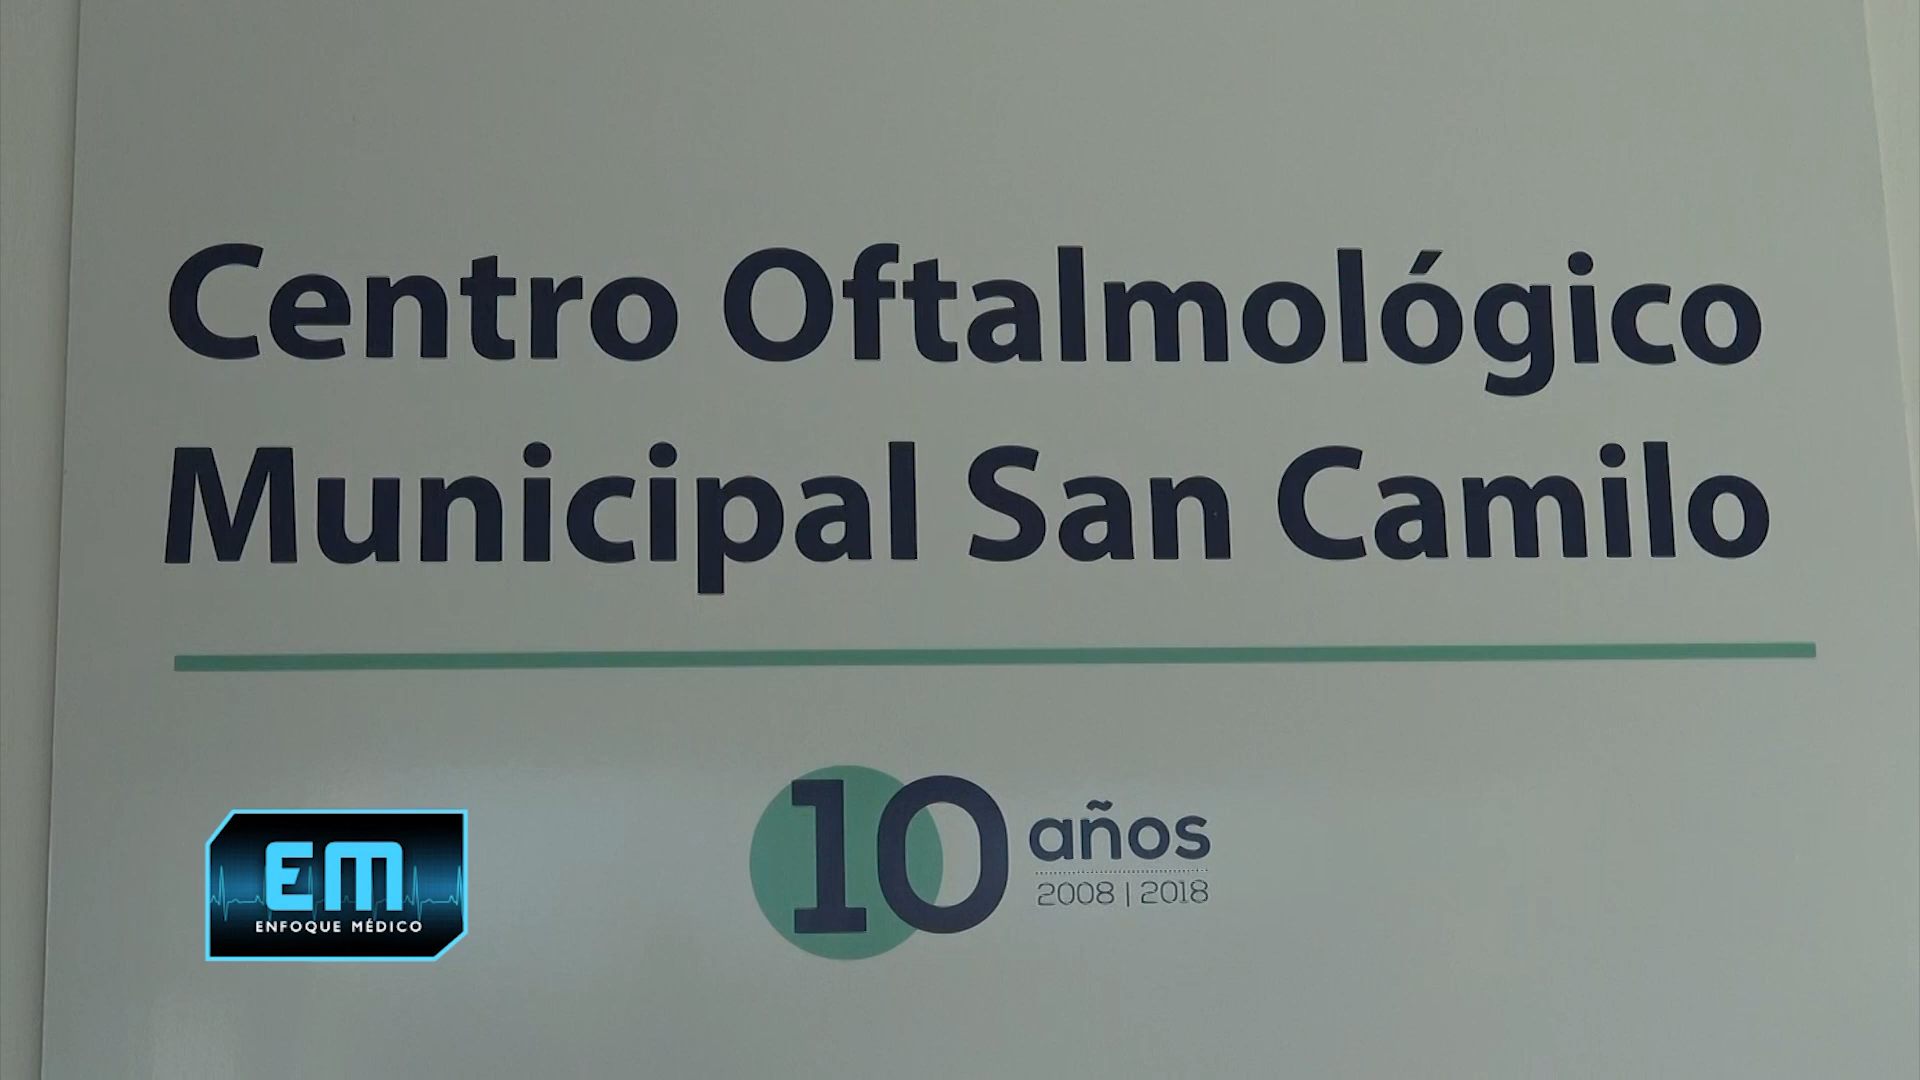 Centro Oftalmológico
Municipal San Camilo
10 años
2008 | 2018
EM
ENFOQUE MÉDICO